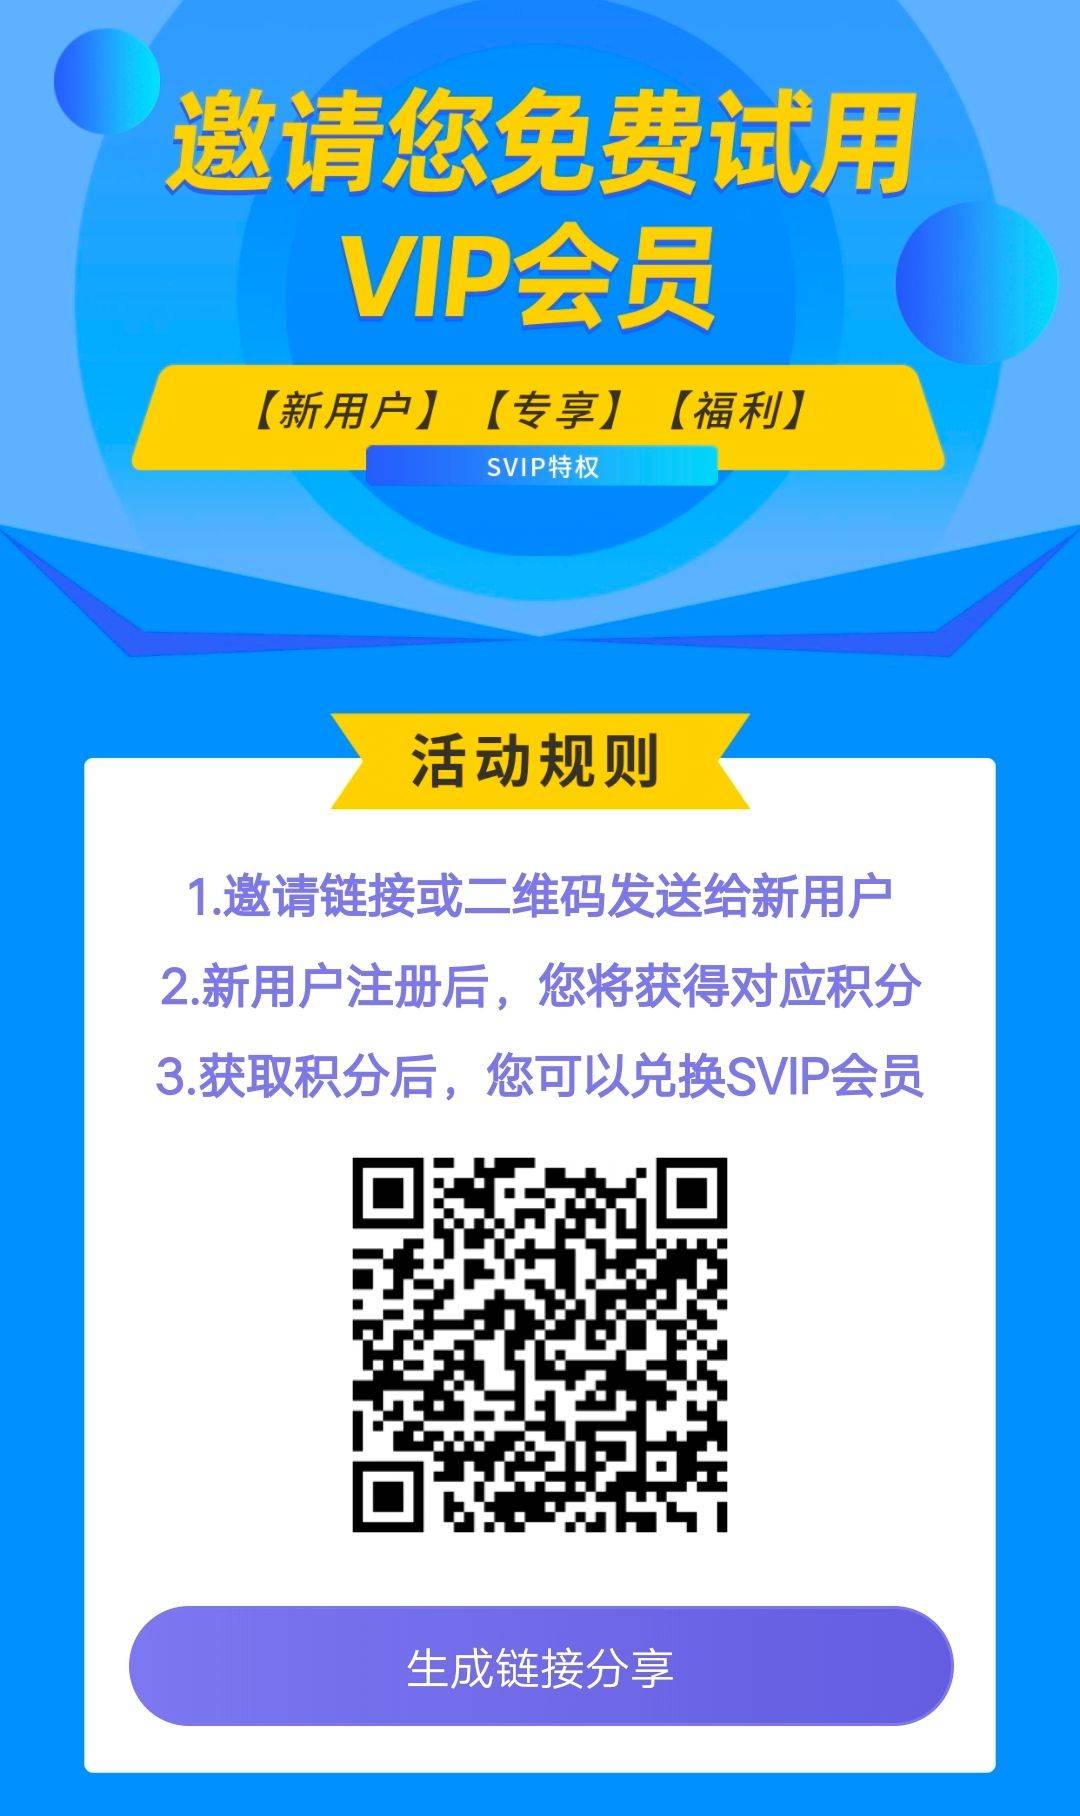 邀请您免费试用
VIP会员
【新用户】【专享】【福利】
SVIP特权
活动规则
1.邀请链接或二维码发送给新用户
2.新用户注册后，您将获得对应积分
3.获取积分后，您可以兑换SVIP会员
生成链接分享